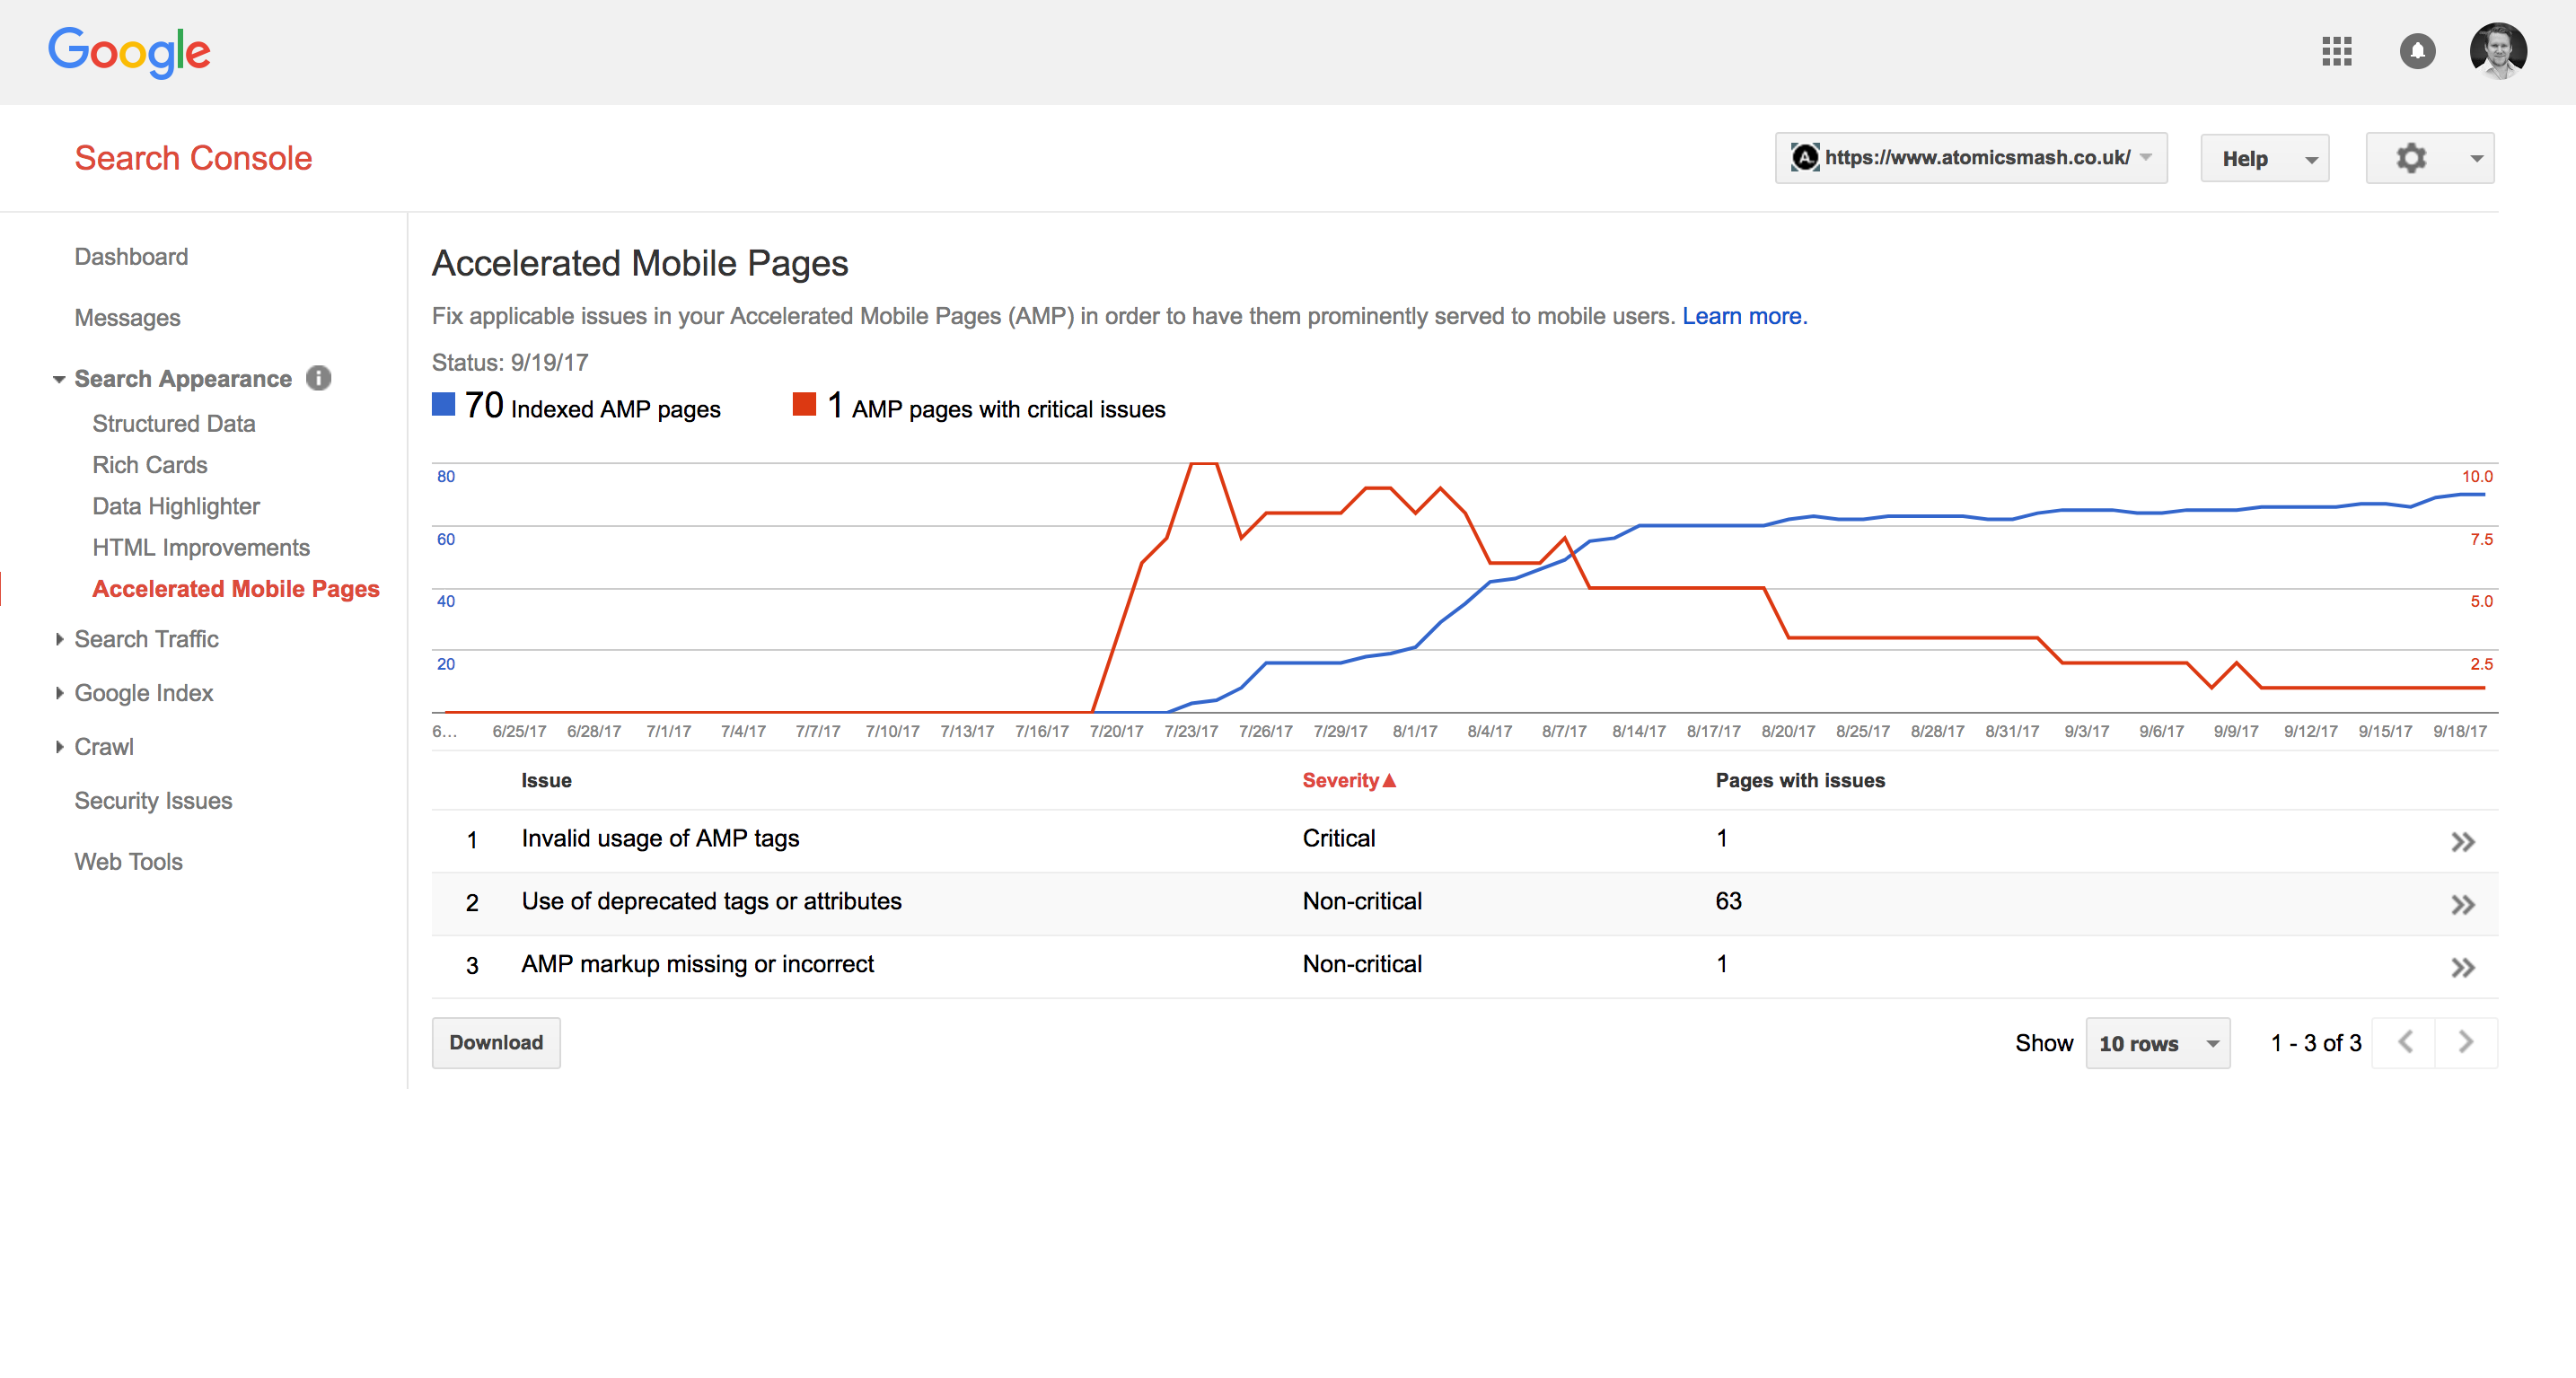 Google
Search Console
https://www.atomicsmash.co.uk/
Help
Dashboard
Messages
Search Appearance
Structured Data
Rich Cards
Data Highlighter
HTML Improvements
Accelerated Mobile Pages
Search Traffic
Google Index
Crawl
Security Issues
Web Tools
Accelerated Mobile Pages
Fix applicable issues in your Accelerated Mobile Pages (AMP) in order to have them prominently served to mobile users. Learn more.
Status: 9/19/17
70 Indexed AMP pages 1 AMP pages with critical issues
80 10.0
60 7.5
40 5.0
20 2.5
6... 6/25/17 6/28/17 7/1/17 7/4/17 7/7/17 7/10/17 7/13/17 7/16/17 7/20/17 7/23/17 7/26/17 7/29/17 8/1/17 8/4/17 8/7/17 8/14/17 8/17/17 8/20/17 8/25/17 8/28/17 8/31/17 9/3/17 9/6/17 9/9/17 9/12/17 9/15/17 9/18/17
Issue Severity▲ Pages with issues
1 Invalid usage of AMP tags Critical 1
2 Use of deprecated tags or attributes Non-critical 63
3 AMP markup missing or incorrect Non-critical 1
Download Show 10 rows 1 - 3 of 3